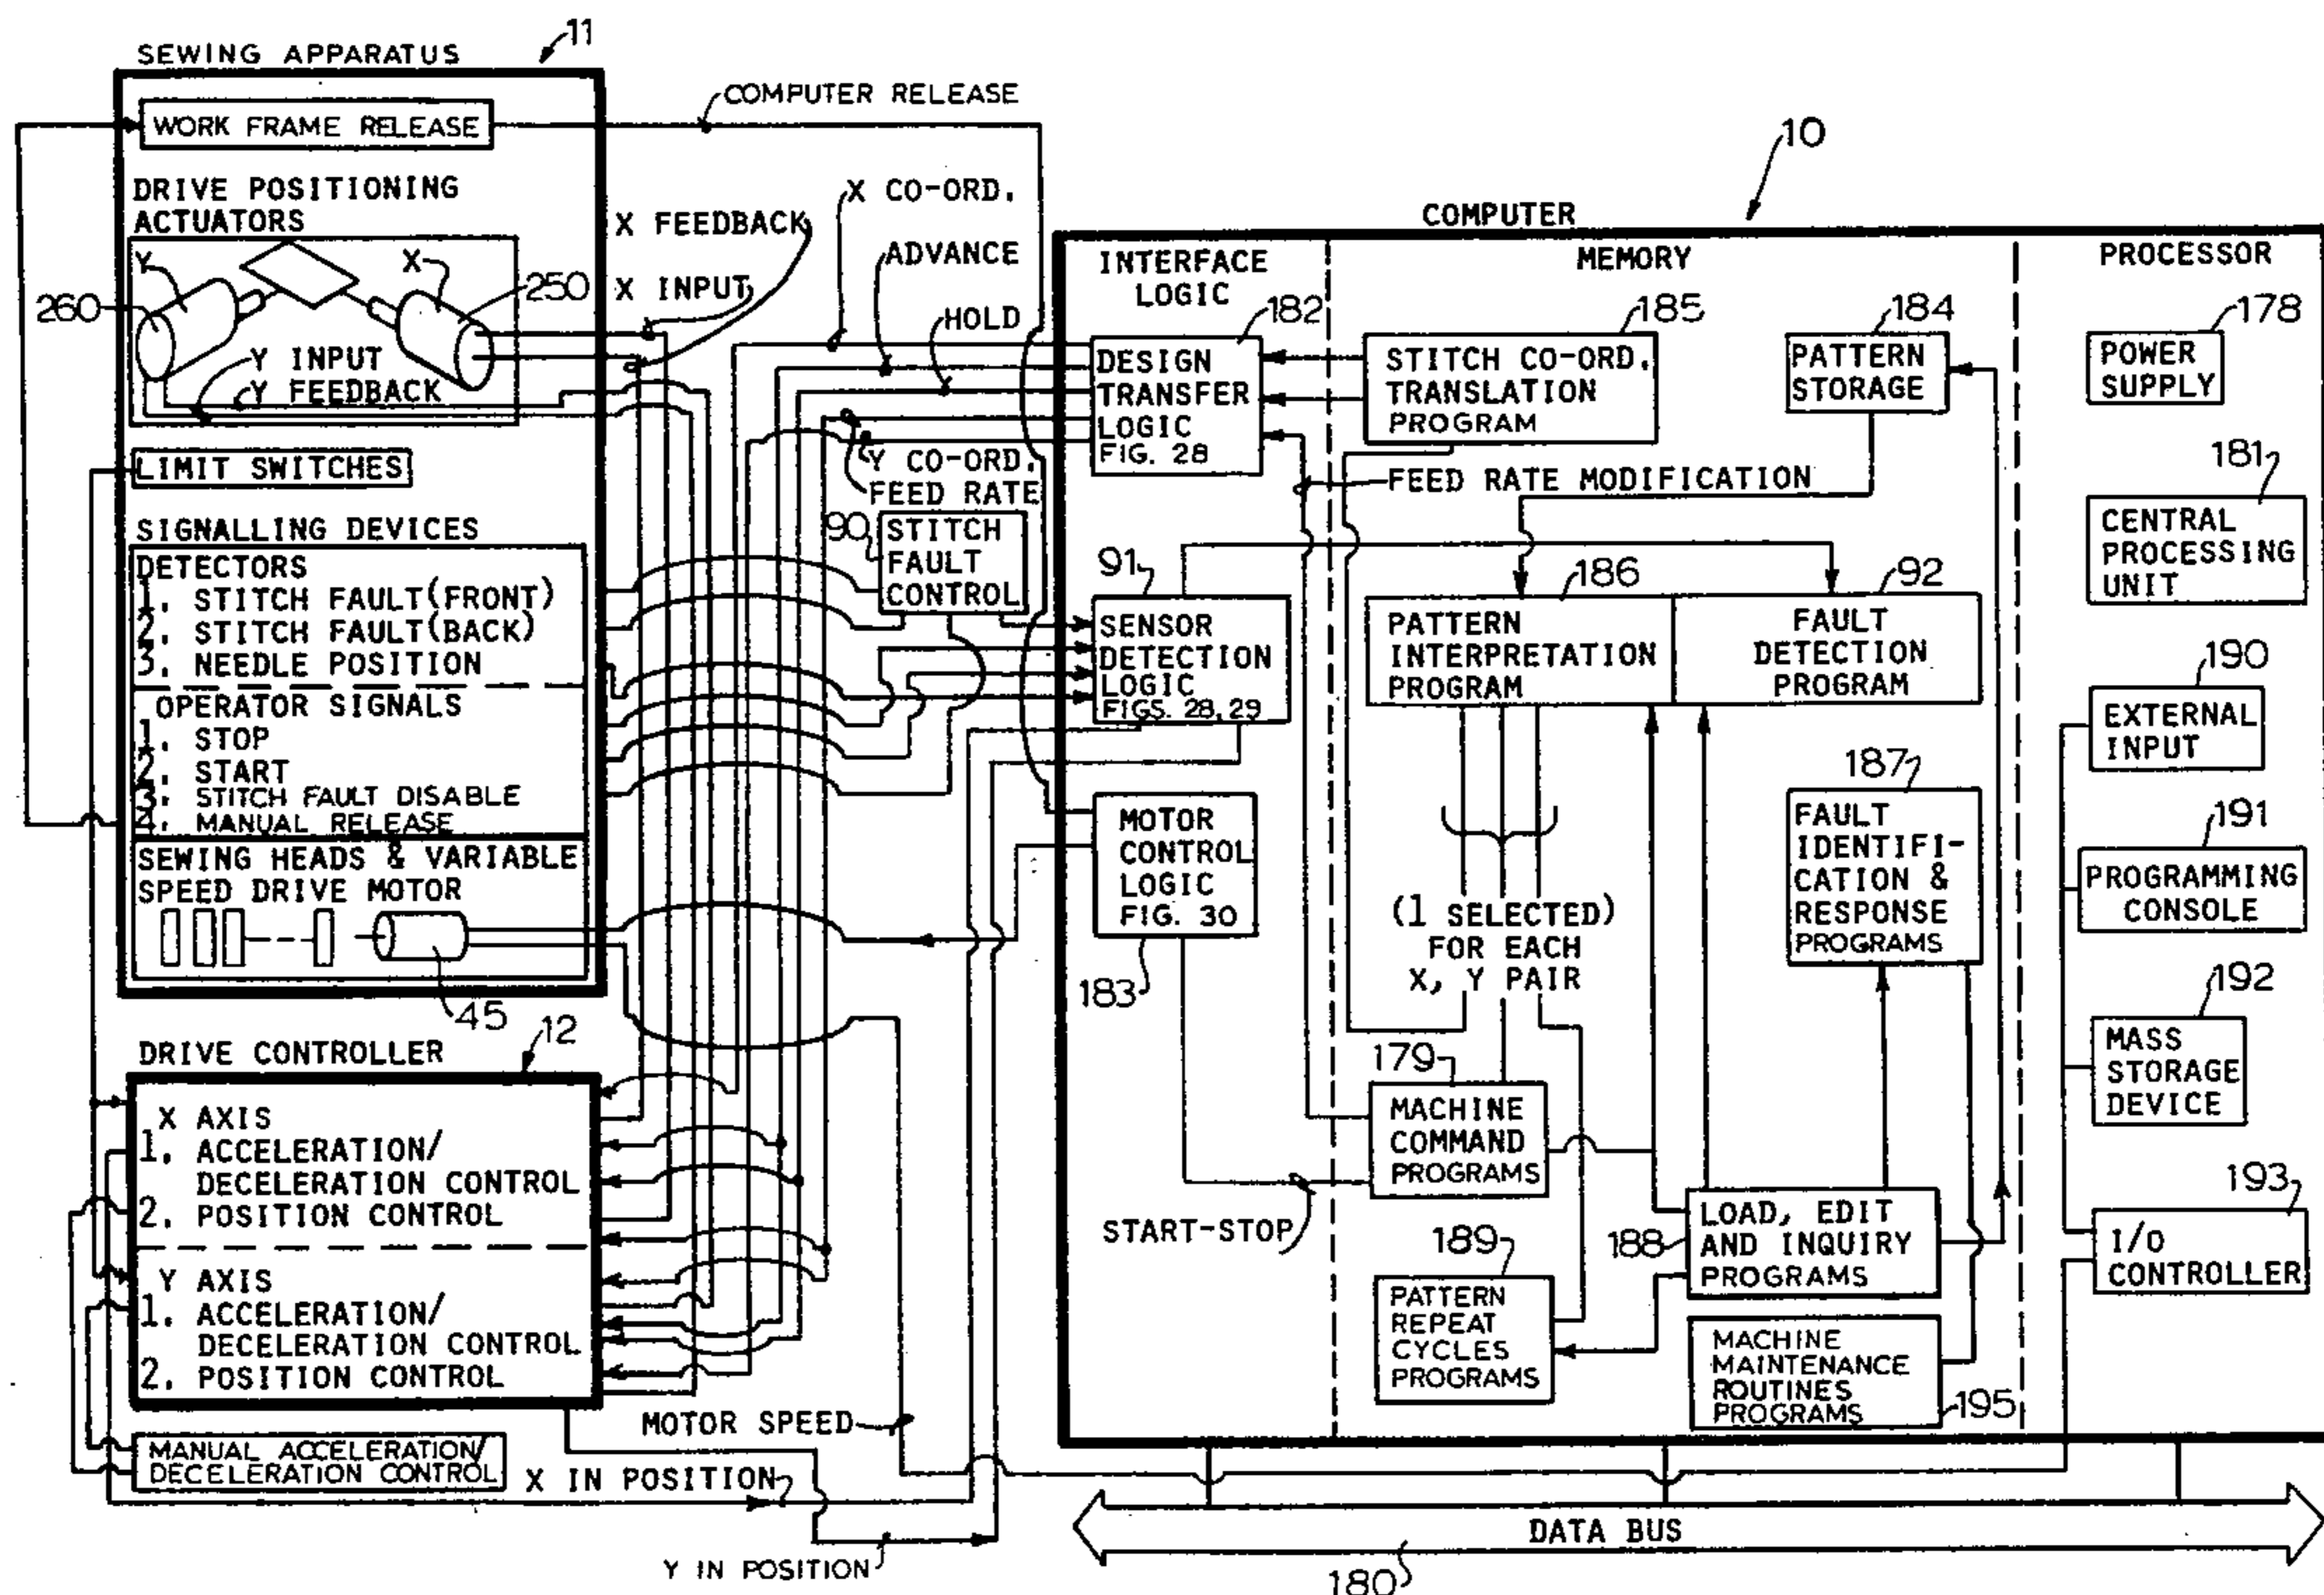 11
SEWING APPARATUS
WORK FRAME RELEASE
COMPUTER RELEASE
DRIVE POSITIONING
ACTUATORS
Y
X
260
250
Y INPUT
Y FEEDBACK
X FEEDBACK
X INPUT
X CO-ORD.
ADVANCE
HOLD
LIMIT SWITCHES
SIGNALLING DEVICES
DETECTORS
1. STITCH FAULT(FRONT)
2. STITCH FAULT(BACK)
3. NEEDLE POSITION
OPERATOR SIGNALS
1. STOP
2. START
3. STITCH FAULT DISABLE
4. MANUAL RELEASE
SEWING HEADS & VARIABLE
SPEED DRIVE MOTOR
45
Y CO-ORD.
FEED RATE
90
STITCH
FAULT
CONTROL
12
DRIVE CONTROLLER
X AXIS
1. ACCELERATION/
DECELERATION CONTROL
2. POSITION CONTROL
Y AXIS
1. ACCELERATION/
DECELERATION CONTROL
2. POSITION CONTROL
MANUAL ACCELERATION/
DECELERATION CONTROL
MOTOR SPEED
X IN POSITION
Y IN POSITION
10
COMPUTER
INTERFACE
LOGIC
182
DESIGN
TRANSFER
LOGIC
FIG. 28
91
SENSOR
DETECTION
LOGIC
FIGS. 28, 29
MOTOR
CONTROL
LOGIC
FIG. 30
183
START-STOP
MEMORY
185
STITCH CO-ORD.
TRANSLATION
PROGRAM
184
PATTERN
STORAGE
FEED RATE MODIFICATION
186
PATTERN
INTERPRETATION
PROGRAM
92
FAULT
DETECTION
PROGRAM
(1 SELECTED)
FOR EACH
X, Y PAIR
187
FAULT
IDENTIFI-
CATION &
RESPONSE
PROGRAMS
179
MACHINE
COMMAND
PROGRAMS
188
LOAD, EDIT
AND INQUIRY
PROGRAMS
189
PATTERN
REPEAT
CYCLES
PROGRAMS
MACHINE
MAINTENANCE
ROUTINES
PROGRAMS
195
PROCESSOR
178
POWER
SUPPLY
181
CENTRAL
PROCESSING
UNIT
190
EXTERNAL
INPUT
191
PROGRAMMING
CONSOLE
192
MASS
STORAGE
DEVICE
193
I/O
CONTROLLER
DATA BUS
180